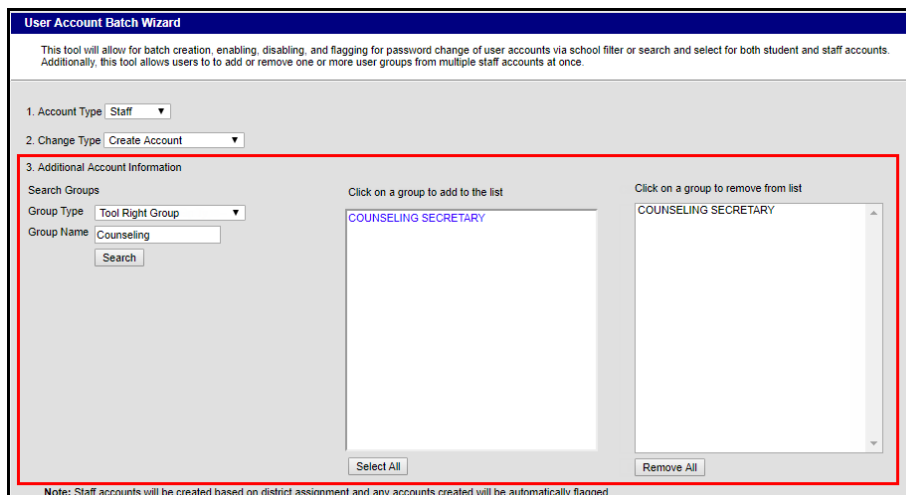 User Account Batch Wizard
This tool will allow for batch creation, enabling, disabling, and flagging for password change of user accounts via school filter or search and select for both student and staff accounts.
Additionally, this tool allows users to to add or remove one or more user groups from multiple staff accounts at once.
1. Account Type Staff
2. Change Type Create Account
3. Additional Account Information
Search Groups
Group Type Tool Right Group
Group Name Counseling
Search
Click on a group to add to the list
COUNSELING SECRETARY
Select All
Click on a group to remove from list
COUNSELING SECRETARY
Remove All
Note: Staff accounts will be created based on district assignment and any accounts created will be automatically flagged